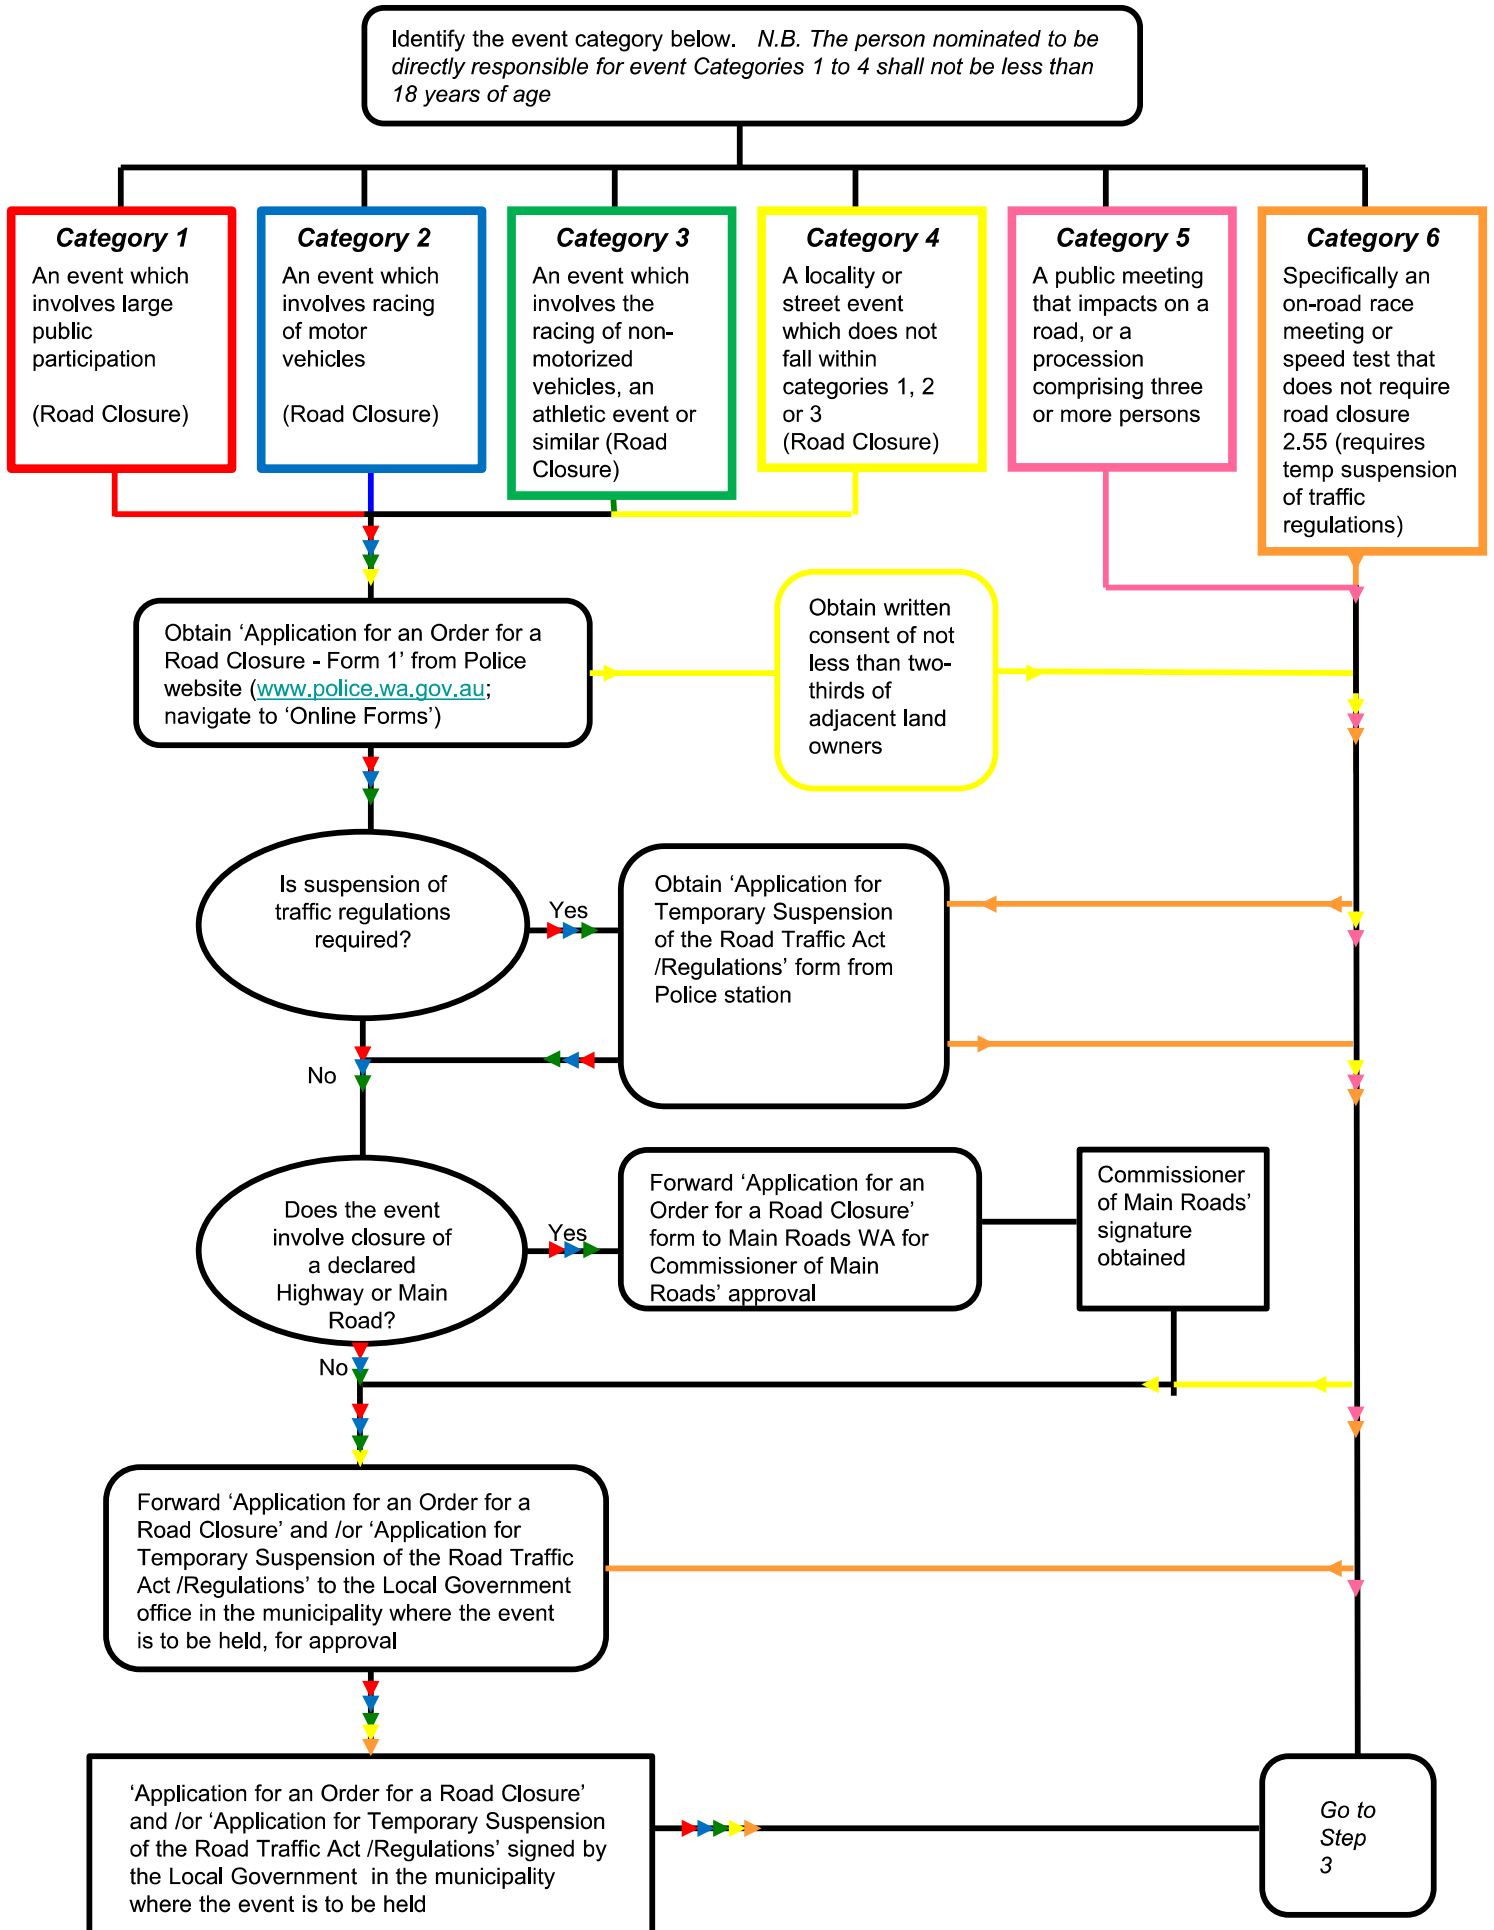 Identify the event category below. N.B. The person nominated to be
directly responsible for event Categories 1 to 4 shall not be less than
18 years of age
Category 1
An event which
involves large
public
participation
(Road Closure)
Category 2
An event which
involves racing
of motor
vehicles
(Road Closure)
Category 3
An event which
involves the
racing of non-
motorized
vehicles, an
athletic event or
similar (Road
Closure)
Category 4
A locality or
street event
which does not
fall within
categories 1, 2
or 3
(Road Closure)
Category 5
A public meeting
that impacts on a
road, or a
procession
comprising three
or more persons
Category 6
Specifically an
on-road race
meeting or
speed test that
does not require
road closure
2.55 (requires
temp suspension
of traffic
regulations)
Obtain ‘Application for an Order for a
Road Closure - Form 1’ from Police
website (www.police.wa.gov.au;
navigate to ‘Online Forms’)
Obtain written
consent of not
less than two-
thirds of
adjacent land
owners
Is suspension of
traffic regulations
required?
Yes
Obtain ‘Application for
Temporary Suspension
of the Road Traffic Act
/Regulations’ form from
Police station
No
Does the event
involve closure of
a declared
Highway or Main
Road?
Yes
Forward ‘Application for an
Order for a Road Closure’
form to Main Roads WA for
Commissioner of Main
Roads’ approval
Commissioner
of Main Roads’
signature
obtained
No
Forward ‘Application for an Order for a
Road Closure’ and /or ‘Application for
Temporary Suspension of the Road Traffic
Act /Regulations’ to the Local Government
office in the municipality where the event
is to be held, for approval
‘Application for an Order for a Road Closure’
and /or ‘Application for Temporary Suspension
of the Road Traffic Act /Regulations’ signed by
the Local Government in the municipality
where the event is to be held
Go to
Step
3